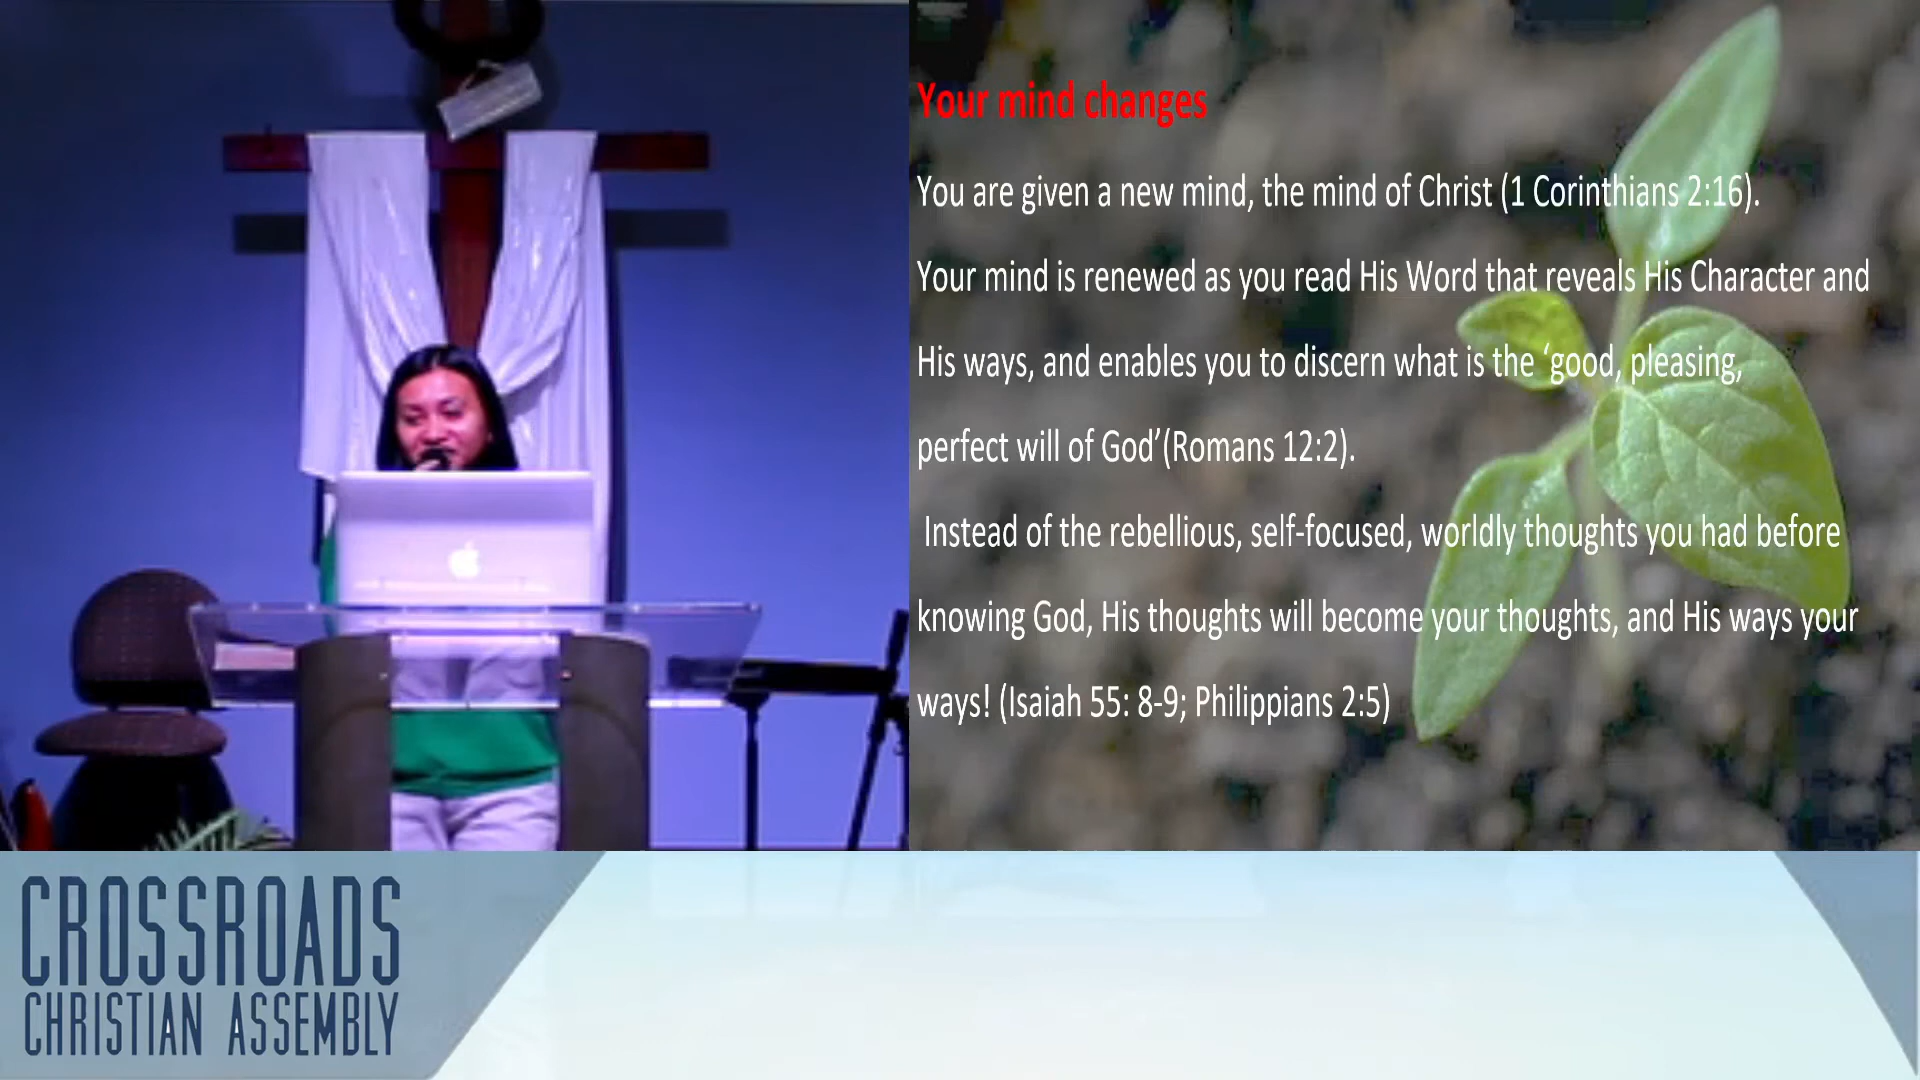 Your mind changes
You are given a new mind, the mind of Christ (1 Corinthians 2:16).
Your mind is renewed as you read His Word that reveals His Character and
His ways, and enables you to discern what is the ‘good, pleasing,
perfect will of God’(Romans 12:2).
Instead of the rebellious, self-focused, worldly thoughts you had before
knowing God, His thoughts will become your thoughts, and His ways your
ways! (Isaiah 55: 8-9; Philippians 2:5)
CROSSROADS
CHRISTIAN ASSEMBLY